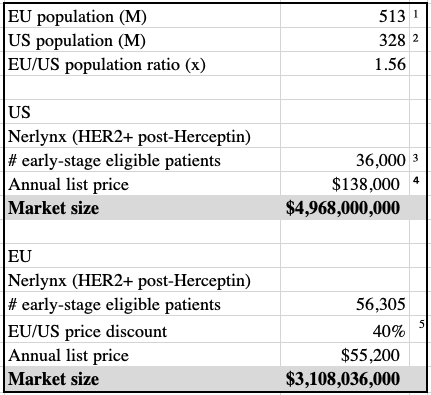 EU population (M) 513 1
US population (M) 328 2
EU/US population ratio (x) 1.56
US
Nerlynx (HER2+ post-Herceptin)
# early-stage eligible patients 36,000 3
Annual list price $138,000 4
Market size $4,968,000,000
EU
Nerlynx (HER2+ post-Herceptin)
# early-stage eligible patients 56,305
EU/US price discount 40% 5
Annual list price $55,200
Market size $3,108,036,000